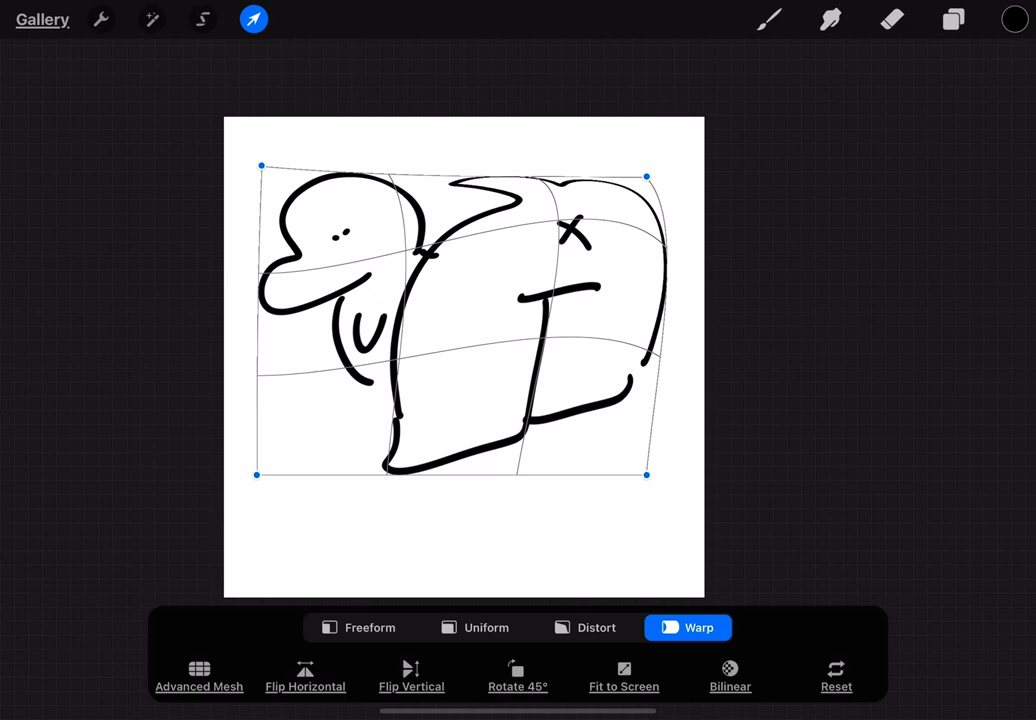 Gallery
Freeform Uniform Distort Warp
Advanced Mesh Flip Horizontal Flip Vertical Rotate 45° Fit to Screen Bilinear Reset